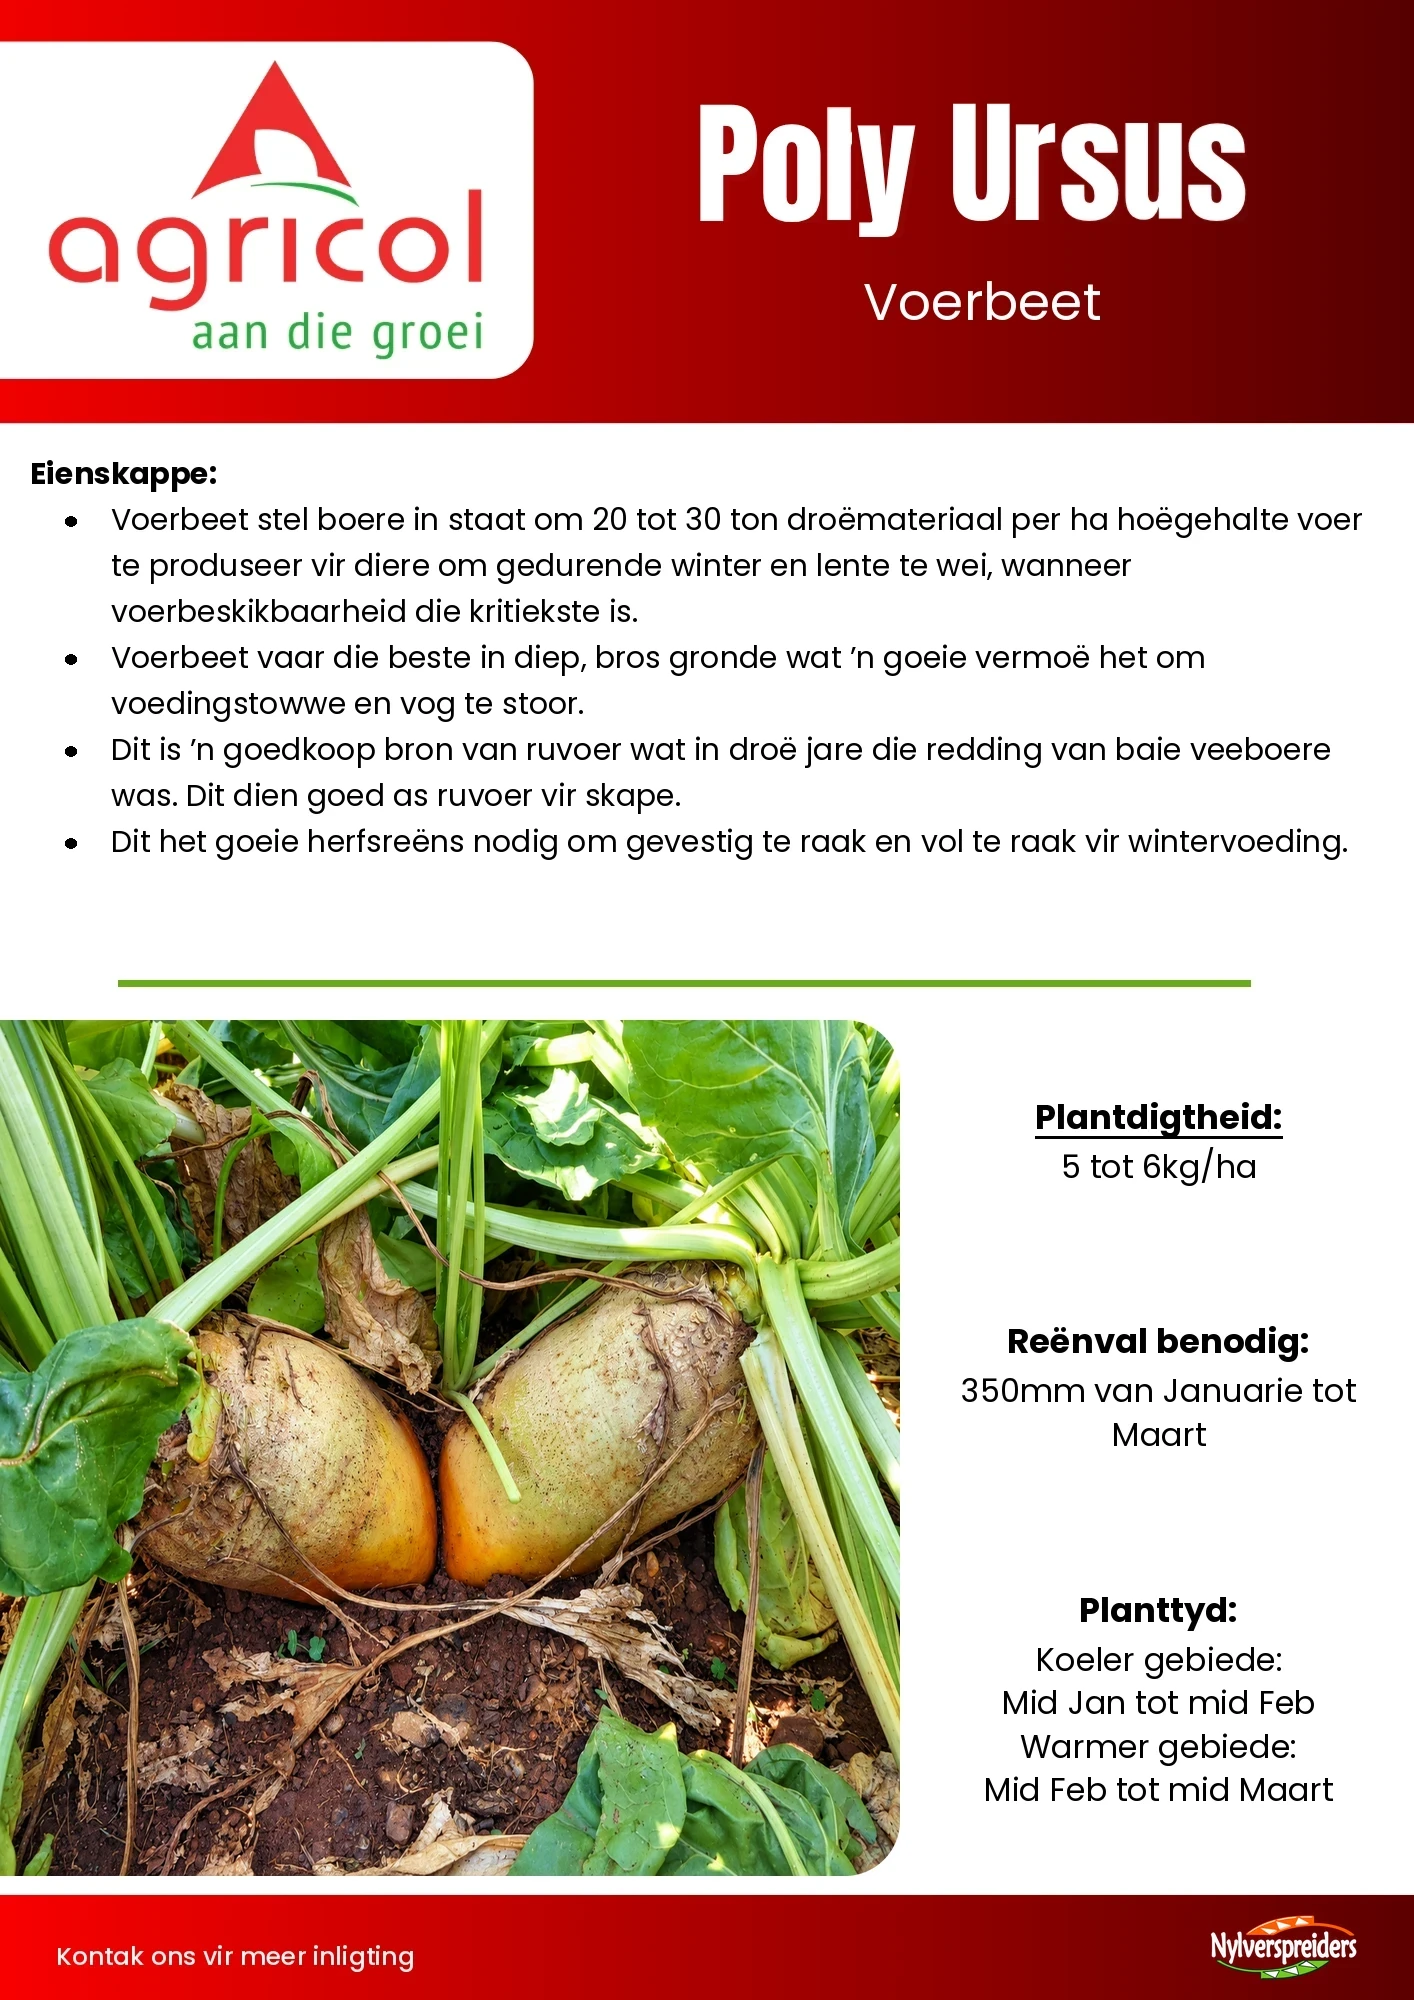 agricol
aan die groei
Poly Ursus
Voerbeet
Eienskappe:
• Voerbeet stel boere in staat om 20 tot 30 ton droëmateriaal per ha hoëgehalte voer
te produseer vir diere om gedurende winter en lente te wei, wanneer
voerbeskikbaarheid die kritiekste is.
• Voerbeet vaar die beste in diep, bros gronde wat ’n goeie vermoë het om
voedingstowwe en vog te stoor.
• Dit is ’n goedkoop bron van ruvoer wat in droë jare die redding van baie veeboere
was. Dit dien goed as ruvoer vir skape.
• Dit het goeie herfsreëns nodig om gevestig te raak en vol te raak vir wintervoeding.
Plantdigtheid:
5 tot 6kg/ha
Reënval benodig:
350mm van Januarie tot
Maart
Planttyd:
Koeler gebiede:
Mid Jan tot mid Feb
Warmer gebiede:
Mid Feb tot mid Maart
Kontak ons vir meer inligting
Nylverspreiders